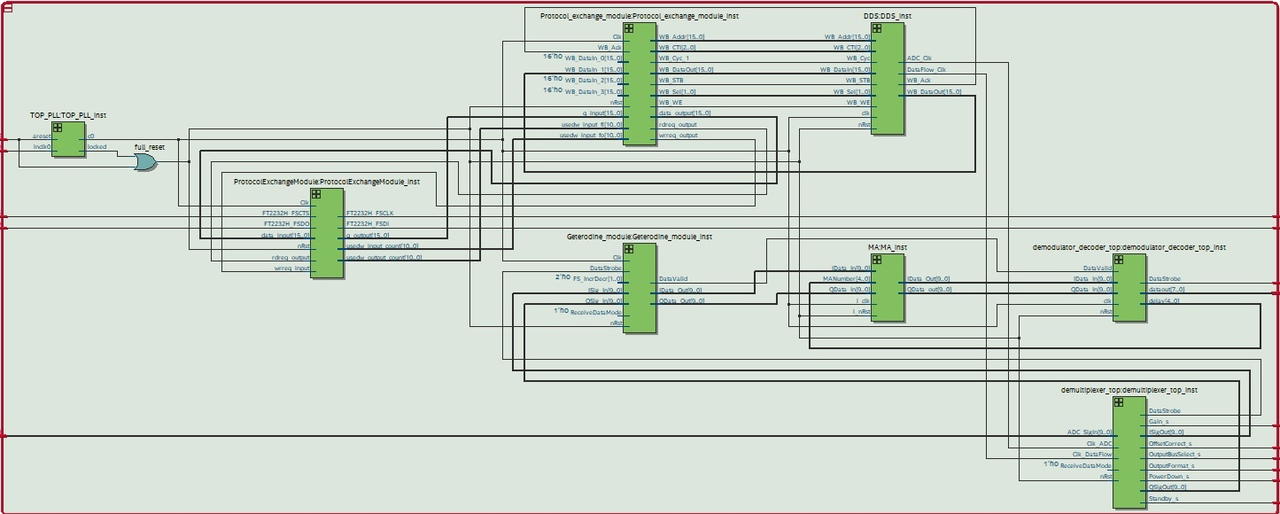 TOP_PLL:TOP_PLL_inst
areset
inclk0
c0
locked
full_reset
ProtocolExchangeModule:ProtocolExchangeModule_inst
Clk
FT2232H_FSCTS
FT2232H_FSDO
data_input[15..0]
nRst
rdreq_output
wrreq_input
FT2232H_FSCLK
FT2232H_FSDI
q_output[15..0]
usedw_input_count[10..0]
usedw_output_count[10..0]
Protocol_exchange_module:Protocol_exchange_module_inst
Clk
WB_Ack
16'h0 WB_DataIn_0[15..0]
WB_DataIn_1[15..0]
16'h0 WB_DataIn_2[15..0]
16'h0 WB_DataIn_3[15..0]
nRst
q_input[15..0]
usedw_input_fi[10..0]
usedw_input_fo[10..0]
WB_Addr[15..0]
WB_CTI[2..0]
WB_Cyc_1
WB_DataOut[15..0]
WB_STB
WB_Sel[1..0]
WB_WE
data_output[15..0]
rdreq_output
wrreq_output
DDS:DDS_inst
WB_Addr[15..0]
WB_CTI[2..0]
WB_Cyc
WB_DataIn[15..0]
WB_STB
WB_Sel[1..0]
WB_WE
clk
nRst
ADC_Clk
DataFlow_Clk
WB_Ack
WB_DataOut[15..0]
Geterodine_module:Geterodine_module_inst
Clk
DataStrobe
2'h0 FS_IncrDecr[1..0]
ISig_In[9..0]
QSig_In[9..0]
1'h0 ReceiveDataMode
nRst
DataValid
IData_Out[9..0]
QData_Out[9..0]
MA:MA_inst
IData_In[9..0]
MANumber[4..0]
QData_In[9..0]
i_clk
i_nRst
IData_Out[9..0]
QData_out[9..0]
demodulator_decoder_top:demodulator_decoder_top_inst
DataValid
IData_In[9..0]
QData_In[9..0]
clk
nRst
DataStrobe
dataout[7..0]
delay[4..0]
demultiplexer_top:demultiplexer_top_inst
ADC_SigIn[9..0]
Clk_ADC
Clk_DataFlow
1'h0 ReceiveDataMode
nRst
DataStrobe
Gain_s
ISigOut[9..0]
OffsetCorrect_s
OutputBusSelect_s
OutputFormat_s
PowerDown_s
QSigOut[9..0]
Standby_s